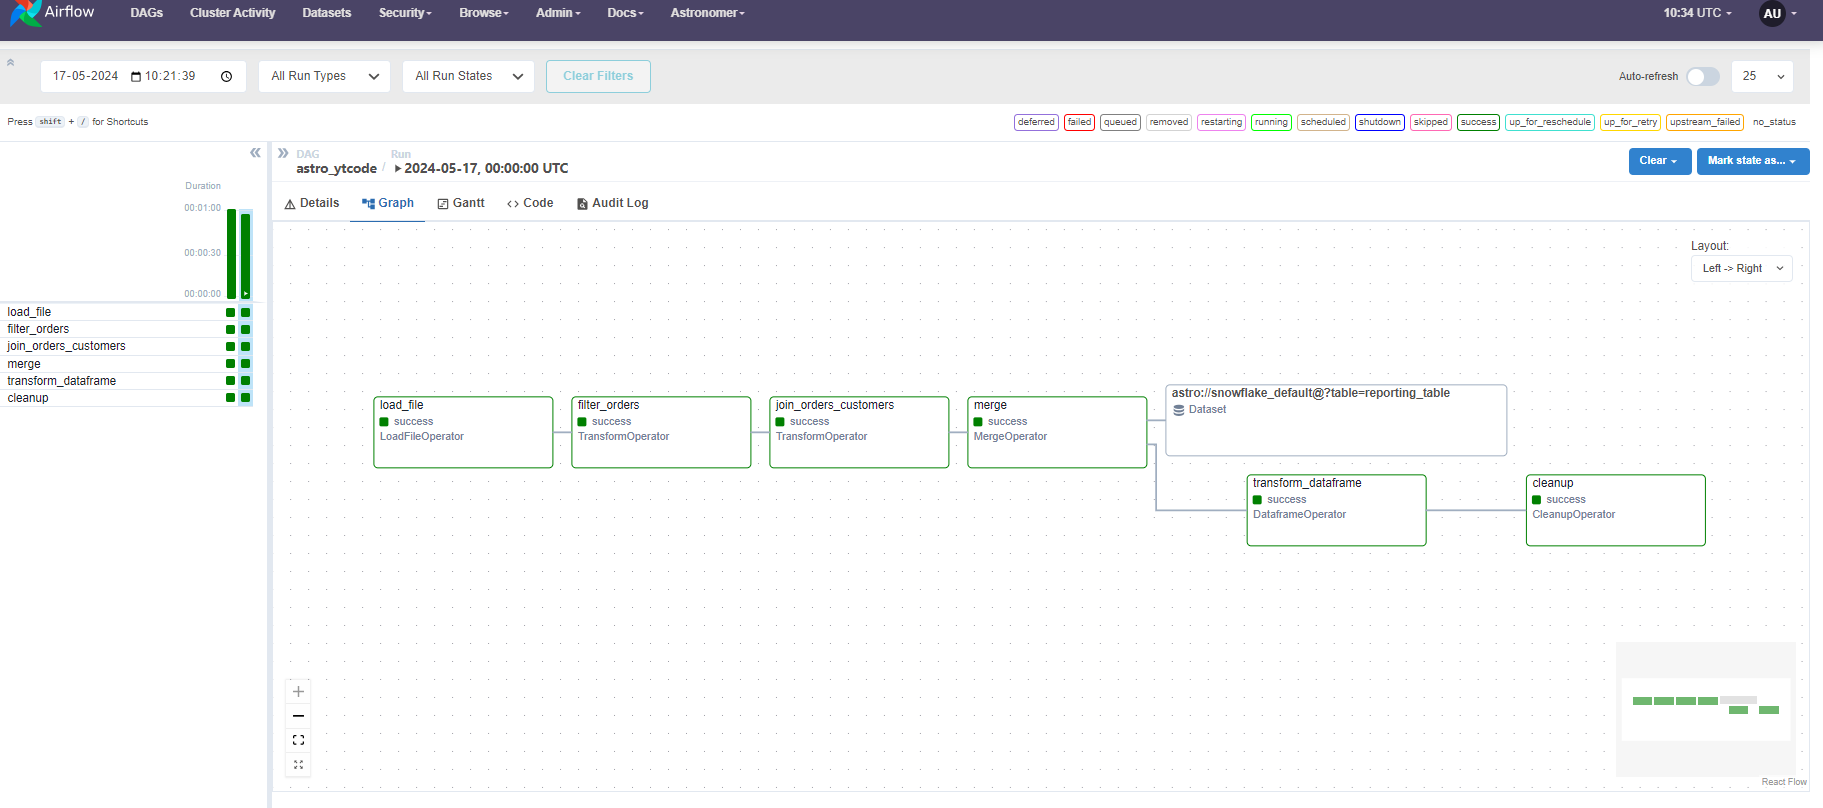 Airflow DAGs Cluster Activity Datasets Security Browse Admin Docs Astronomer 10:34 UTC AU
17-05-2024 10:21:39 All Run Types All Run States Clear Filters Auto-refresh 25
Press shift + / for Shortcuts deferred failed queued removed restarting running scheduled shutdown skipped success up_for_reschedule up_for_retry upstream_failed no_status
DAG Run
astro_ytcode / 2024-05-17, 00:00:00 UTC Clear Mark state as...
Details Graph Gantt Code Audit Log
Duration
00:01:00
00:00:30
00:00:00
load_file
filter_orders
join_orders_customers
merge
transform_dataframe
cleanup
Layout:
Left -> Right
load_file
success
LoadFileOperator
filter_orders
success
TransformOperator
join_orders_customers
success
TransformOperator
merge
success
MergeOperator
astro://snowflake_default@?table=reporting_table
Dataset
transform_dataframe
success
DataframeOperator
cleanup
success
CleanupOperator
React Flow